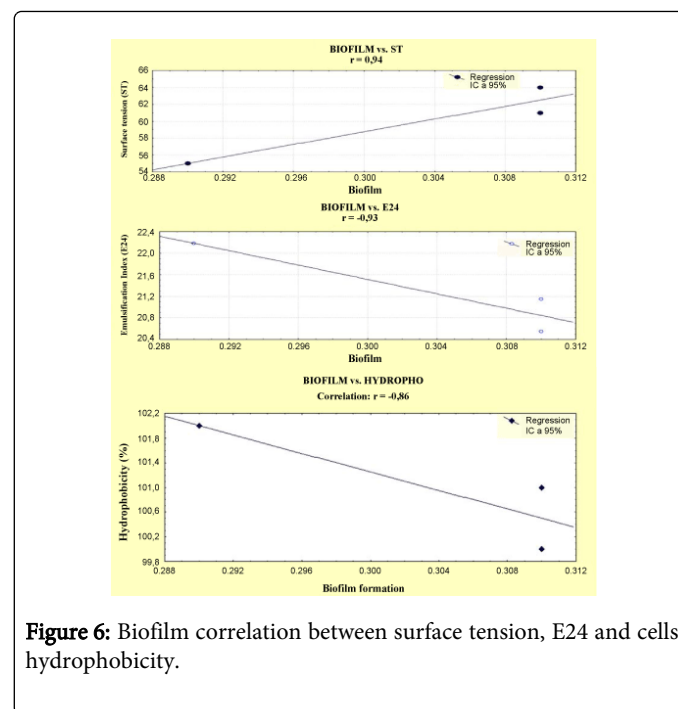 BIOFILM vs. ST
r = 0,94
Surface tension (ST)
66
64
62
60
58
56
54
Regression
IC a 95%
0.288 0.292 0.296 0.300 0.304 0.308 0.312
Biofilm
BIOFILM vs. E24
r = -0,93
Emulsification Index (E24)
22,4
22,0
21,6
21,2
20,8
20,4
Regression
IC a 95%
0.288 0.292 0.296 0.300 0.304 0.308 0.312
Biofilm
BIOFILM vs. HYDROPHO
Correlation: r = -0,86
Hydrophobicity (%)
102,2
101,8
101,4
101,0
100,6
100,2
99,8
Regression
IC a 95%
0.288 0.292 0.296 0.300 0.304 0.308 0.312
Biofilm formation
Figure 6: Biofilm correlation between surface tension, E24 and cells
hydrophobicity.